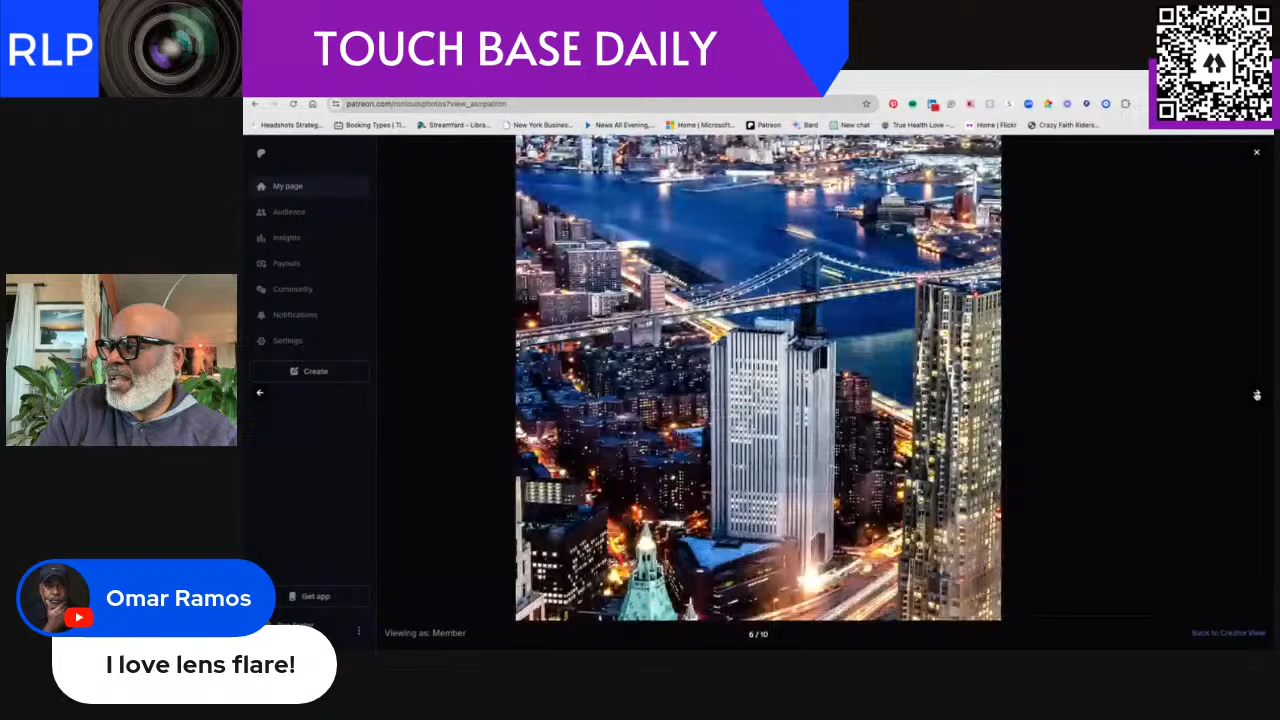 RLP
TOUCH BASE DAILY
patreon.com/ronlouisphotos?view_as=patron
Headshots Strateg...
Booking Types | Ti...
StreamYard – Libra...
New York Business...
News All Evening,...
Home | Microsoft...
Patreon
Bard
New chat
True Health Love –...
Home | Flickr
Crazy Faith Riders...
My page
Audience
Insights
Payouts
Community
Notifications
Settings
Create
Get app
Viewing as: Member
6 / 10
Back to Creator View
Omar Ramos
I love lens flare!